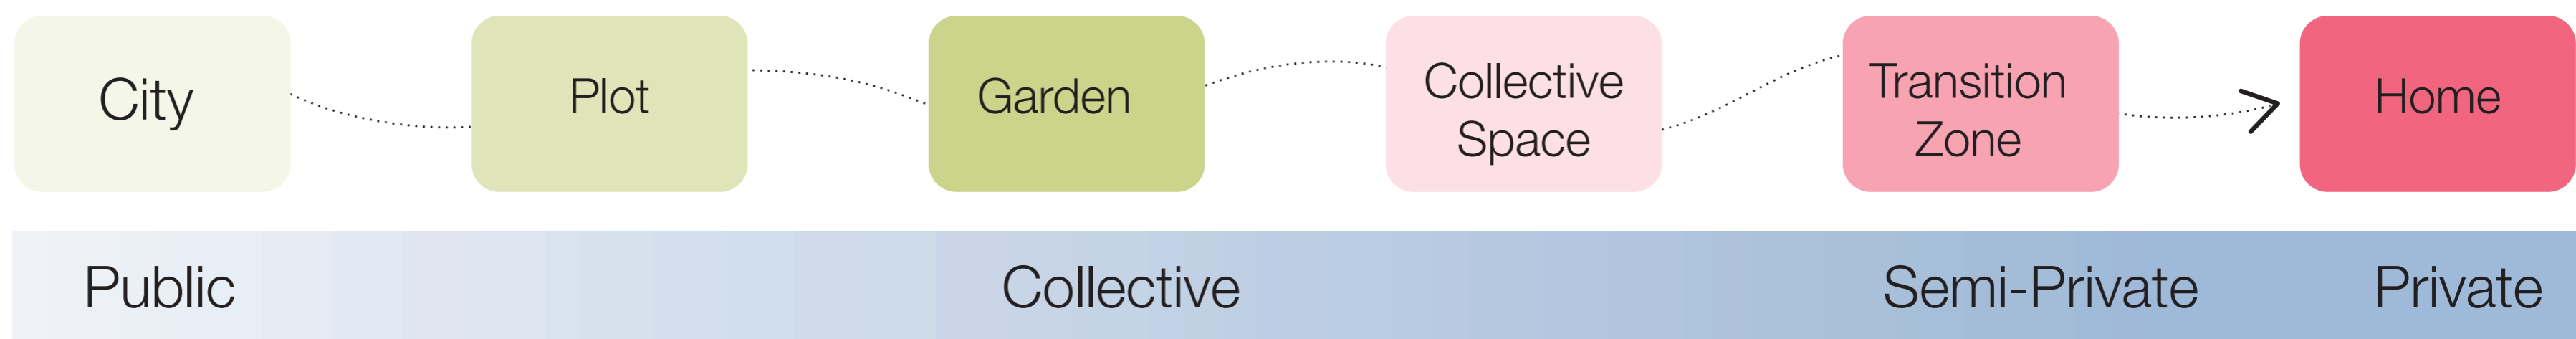 City
Plot
Garden
Collective
Space
Transition
Zone
Home
Public
Collective
Semi-Private
Private